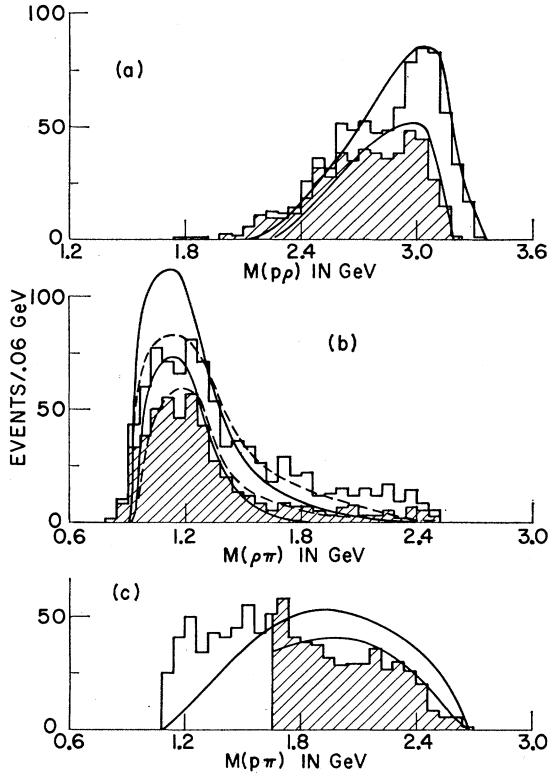 100
(a)
50
0
1.2 1.8 2.4 3.0 3.6
M(pρ) IN GeV
100
(b)
EVENTS/.06 GeV
50
0
0.6 1.2 1.8 2.4 3.0
M(ρπ) IN GeV
(c)
50
0
0.6 1.2 1.8 2.4 3.0
M(pπ) IN GeV